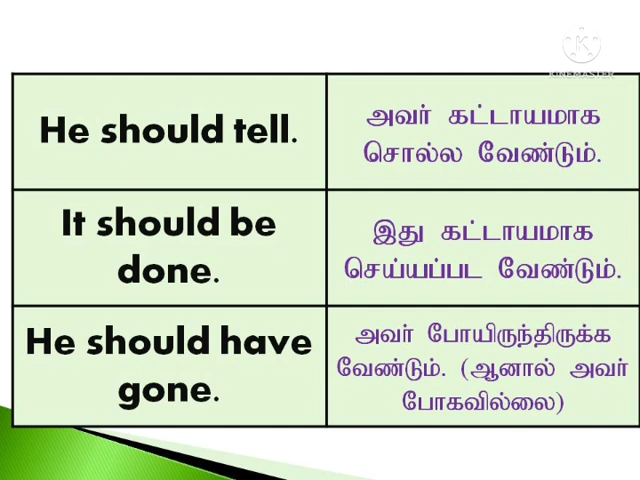 KINEMASTER
He should tell.
அவர் கட்டாயமாக
சொல்ல வேண்டும்.
It should be
done.
இது கட்டாயமாக
செய்யப்பட வேண்டும்.
He should have
gone.
அவர் போயிருந்திருக்க
வேண்டும். (ஆனால் அவர்
போகவில்லை)